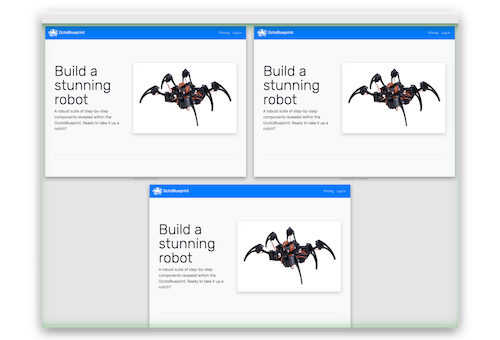 OctoBlueprint Pricing Log in
Build a
stunning
robot
A robust suite of step-by-step
components revealed within the
OctoBlueprint. Ready to take it up a
notch?
OctoBlueprint Pricing Log in
Build a
stunning
robot
A robust suite of step-by-step
components revealed within the
OctoBlueprint. Ready to take it up a
notch?
OctoBlueprint Pricing Log in
Build a
stunning
robot
A robust suite of step-by-step
components revealed within the
OctoBlueprint. Ready to take it up a
notch?